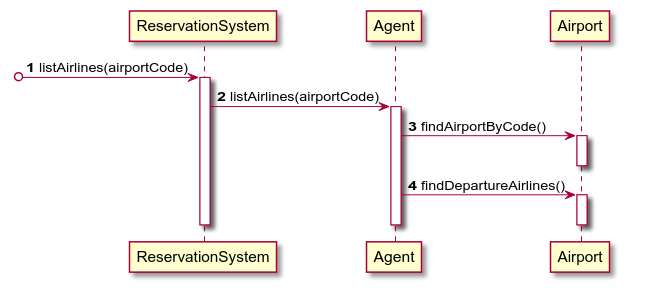 ReservationSystem Agent Airport
1 listAirlines(airportCode)
2 listAirlines(airportCode)
3 findAirportByCode()
4 findDepartureAirlines()
ReservationSystem Agent Airport